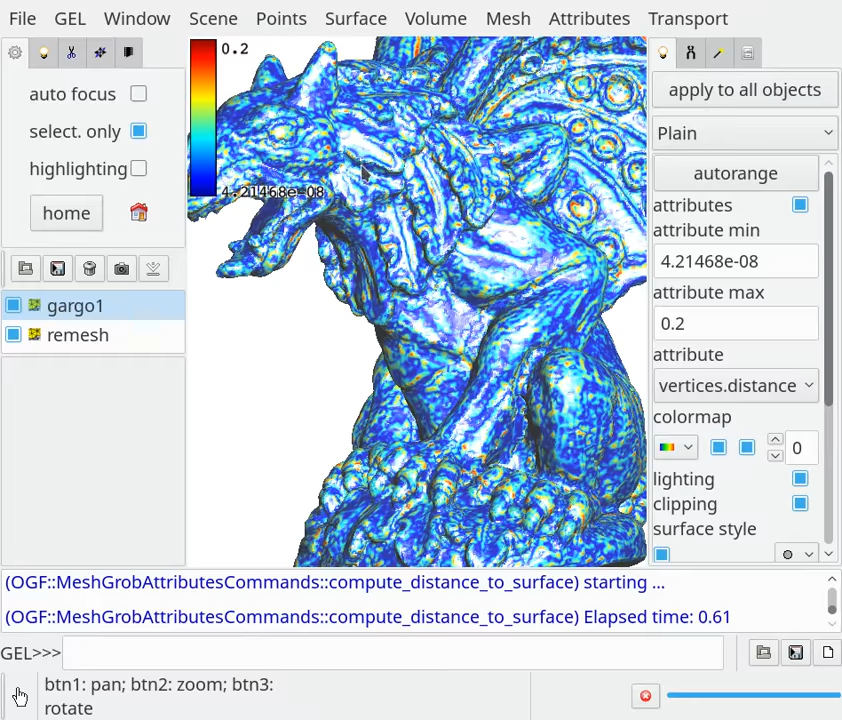 File GEL Window Scene Points Surface Volume Mesh Attributes Transport
auto focus
select. only
highlighting
home
gargo1
remesh
0.2
4.21468e-08
apply to all objects
Plain
autorange
attributes
attribute min
4.21468e-08
attribute max
0.2
attribute
vertices.distance
colormap
0
lighting
clipping
surface style
(OGF::MeshGrobAttributesCommands::compute_distance_to_surface) starting ...
(OGF::MeshGrobAttributesCommands::compute_distance_to_surface) Elapsed time: 0.61
GEL>>>
btn1: pan; btn2: zoom; btn3:
rotate